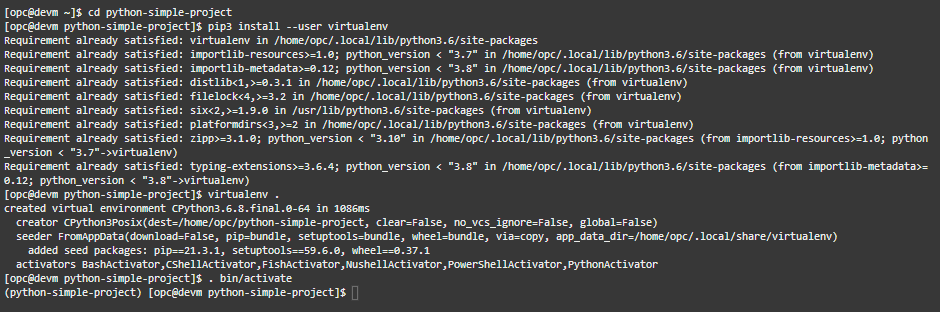 [opc@devm ~]$ cd python-simple-project
[opc@devm python-simple-project]$ pip3 install --user virtualenv
Requirement already satisfied: virtualenv in /home/opc/.local/lib/python3.6/site-packages
Requirement already satisfied: importlib-resources>=1.0; python_version < "3.7" in /home/opc/.local/lib/python3.6/site-packages (from virtualenv)
Requirement already satisfied: importlib-metadata>=0.12; python_version < "3.8" in /home/opc/.local/lib/python3.6/site-packages (from virtualenv)
Requirement already satisfied: distlib<1,>=0.3.1 in /home/opc/.local/lib/python3.6/site-packages (from virtualenv)
Requirement already satisfied: filelock<4,>=3.2 in /home/opc/.local/lib/python3.6/site-packages (from virtualenv)
Requirement already satisfied: six<2,>=1.9.0 in /usr/lib/python3.6/site-packages (from virtualenv)
Requirement already satisfied: platformdirs<3,>=2 in /home/opc/.local/lib/python3.6/site-packages (from virtualenv)
Requirement already satisfied: zipp>=3.1.0; python_version < "3.10" in /home/opc/.local/lib/python3.6/site-packages (from importlib-resources>=1.0; python
_version < "3.7"->virtualenv)
Requirement already satisfied: typing-extensions>=3.6.4; python_version < "3.8" in /home/opc/.local/lib/python3.6/site-packages (from importlib-metadata>=
0.12; python_version < "3.8"->virtualenv)
[opc@devm python-simple-project]$ virtualenv .
created virtual environment CPython3.6.8.final.0-64 in 1086ms
  creator CPython3Posix(dest=/home/opc/python-simple-project, clear=False, no_vcs_ignore=False, global=False)
  seeder FromAppData(download=False, pip=bundle, setuptools=bundle, wheel=bundle, via=copy, app_data_dir=/home/opc/.local/share/virtualenv)
    added seed packages: pip==21.3.1, setuptools==59.6.0, wheel==0.37.1
  activators BashActivator,CShellActivator,FishActivator,NushellActivator,PowerShellActivator,PythonActivator
[opc@devm python-simple-project]$ . bin/activate
(python-simple-project) [opc@devm python-simple-project]$